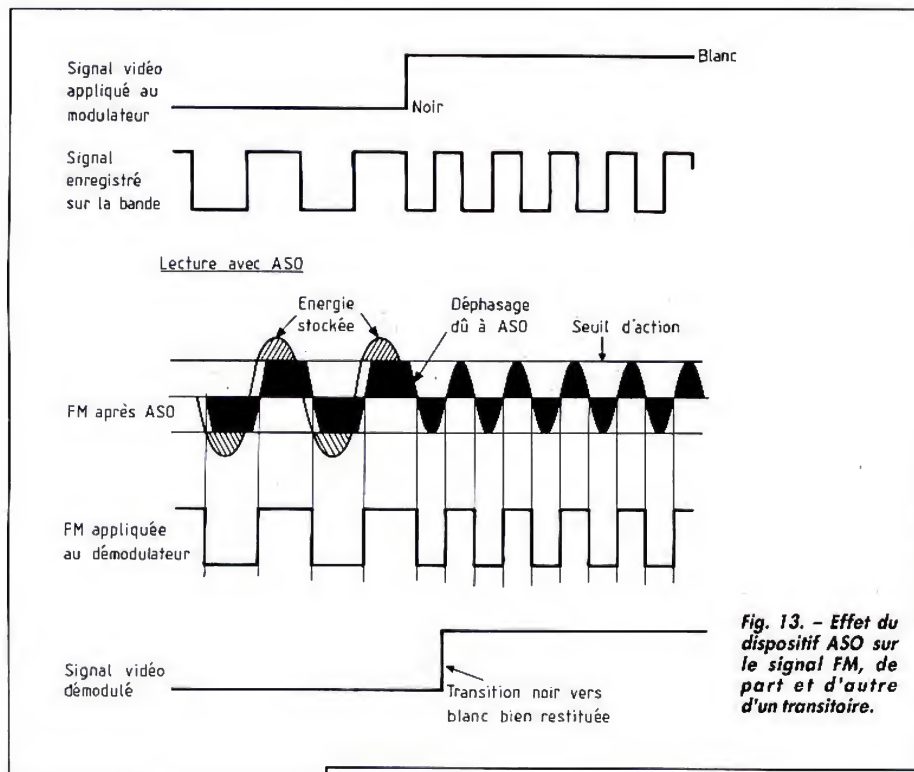 Signal vidéo
appliqué au
modulateur
Noir
Blanc
Signal
enregistré
sur la bande
Lecture avec ASO
Energie
stockée
Déphasage
dû à ASO
Seuil d'action
FM après ASO
FM appliquée
au démodulateur
Signal vidéo
démodulé
Transition noir vers
blanc bien restituée
Fig. 13. – Effet du
dispositif ASO sur
le signal FM, de
part et d'autre
d'un transitoire.